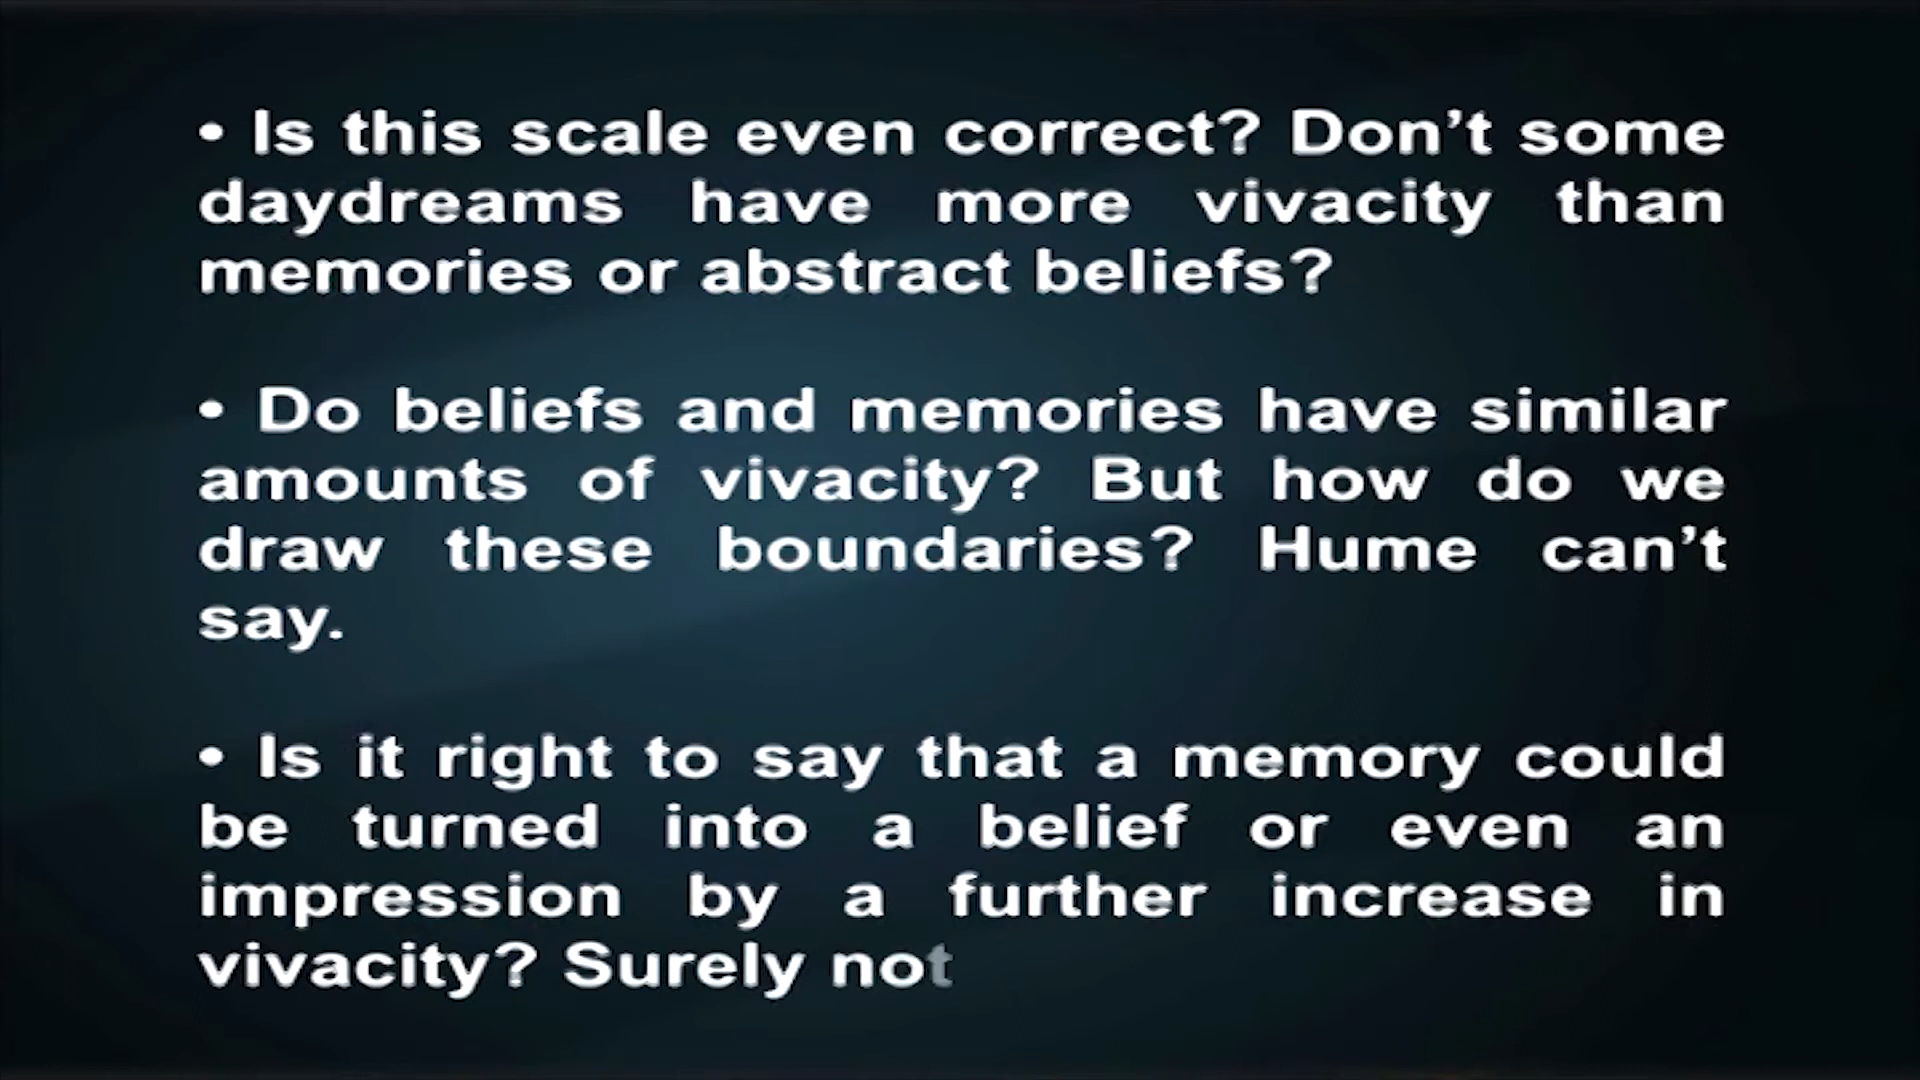 • Is this scale even correct? Don’t some
daydreams have more vivacity than
memories or abstract beliefs?
• Do beliefs and memories have similar
amounts of vivacity? But how do we
draw these boundaries? Hume can’t
say.
• Is it right to say that a memory could
be turned into a belief or even an
impression by a further increase in
vivacity? Surely not